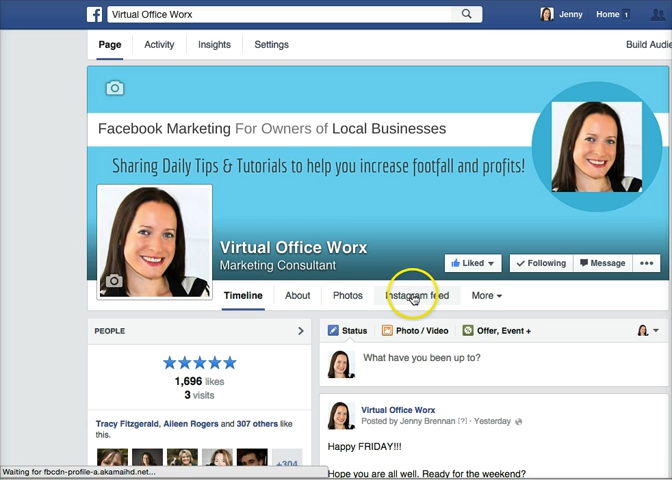 Virtual Office Worx
Jenny Home 1
Page Activity Insights Settings Build Audie
Facebook Marketing For Owners of Local Businesses
Sharing Daily Tips & Tutorials to help you increase footfall and profits!
Virtual Office Worx
Marketing Consultant
Liked Following Message
Timeline About Photos Instagram feed More
PEOPLE
1,696 likes
3 visits
Tracy Fitzgerald, Aileen Rogers and 307 others like
this.
+304
Status Photo / Video Offer, Event +
What have you been up to?
Virtual Office Worx
Posted by Jenny Brennan [?] · Yesterday ·
Happy FRIDAY!!!
Hope you are all well. Ready for the weekend?
Waiting for fbcdn-profile-a.akamaihd.net...